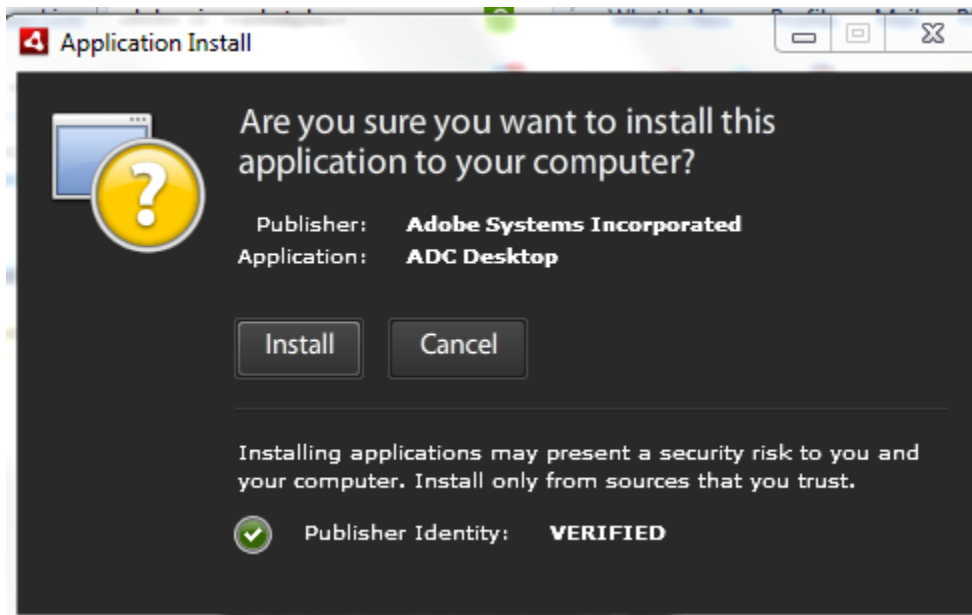 Application Install
Are you sure you want to install this
application to your computer?
Publisher: Adobe Systems Incorporated
Application: ADC Desktop
Install Cancel
Installing applications may present a security risk to you and
your computer. Install only from sources that you trust.
Publisher Identity: VERIFIED